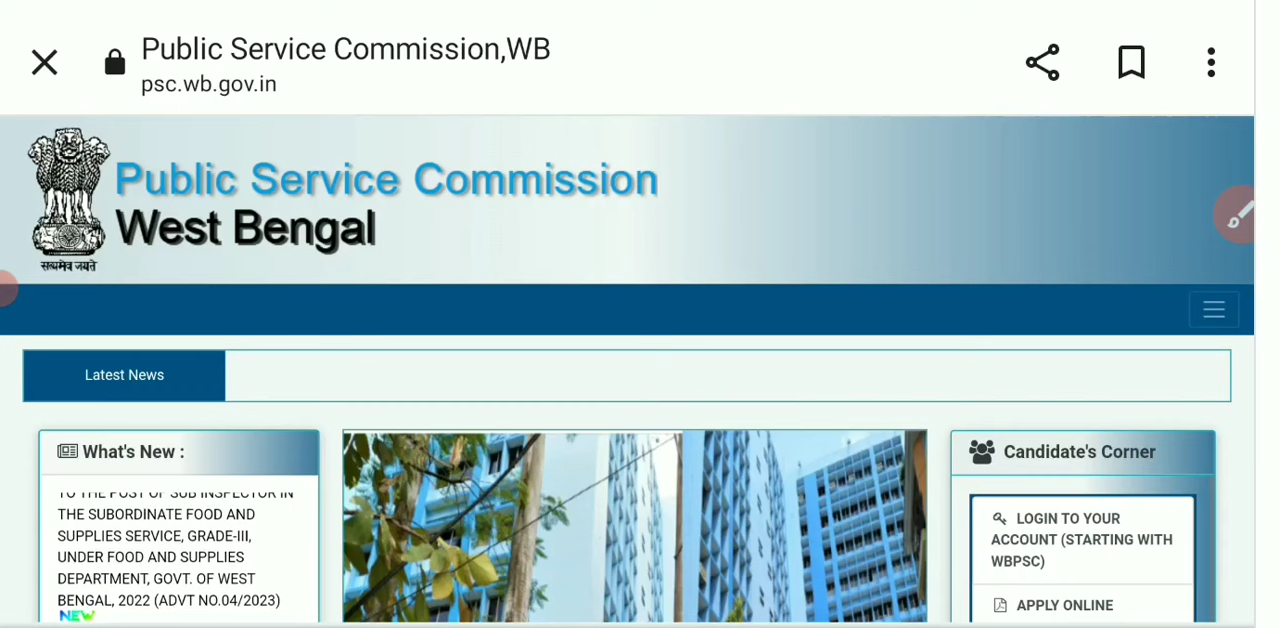 Public Service Commission,WB
psc.wb.gov.in
Public Service Commission
West Bengal
सत्यमेव जयते
Latest News
What's New :
TO THE POST OF SUB INSPECTOR IN
THE SUBORDINATE FOOD AND
SUPPLIES SERVICE, GRADE-III,
UNDER FOOD AND SUPPLIES
DEPARTMENT, GOVT. OF WEST
BENGAL, 2022 (ADVT NO.04/2023)
NEW
Candidate's Corner
LOGIN TO YOUR
ACCOUNT (STARTING WITH
WBPSC)
APPLY ONLINE